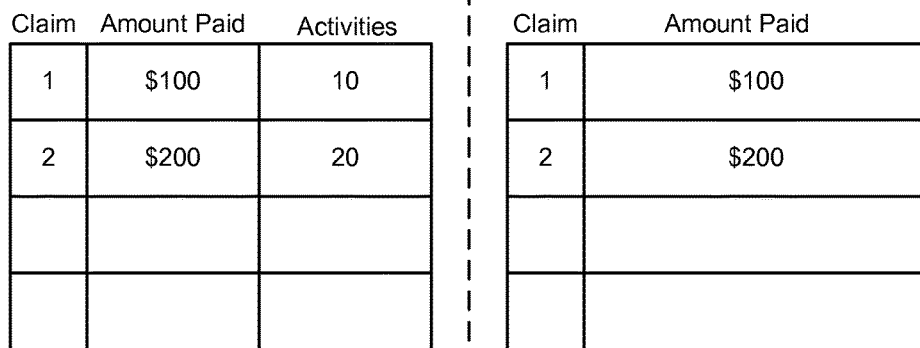 Claim Amount Paid Activities
1 $100 10
2 $200 20
Claim Amount Paid
1 $100
2 $200